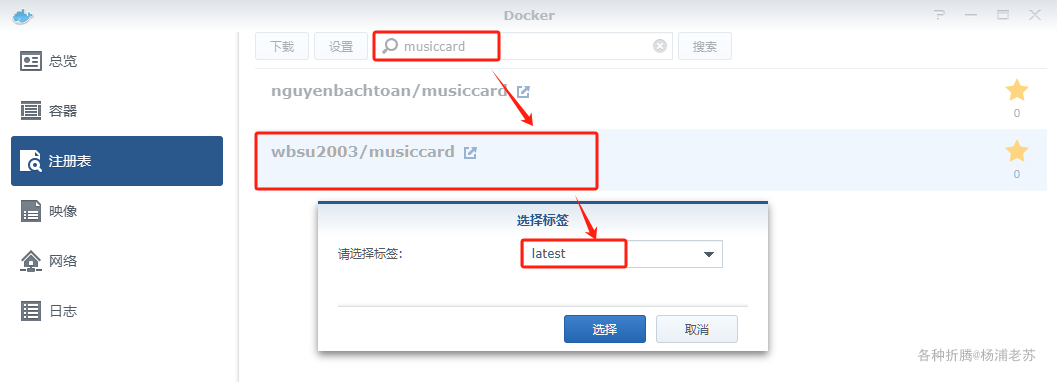 Docker
总览
容器
注册表
映像
网络
日志
下载 设置 musiccard 搜索
nguyenbachtoan/musiccard
0
wbsu2003/musiccard
0
选择标签
请选择标签: latest
选择 取消
各种折腾@杨浦老苏